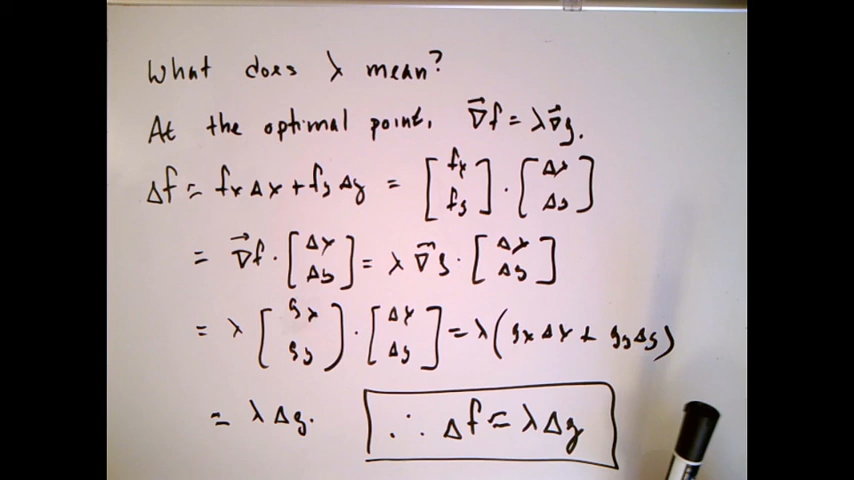 What does λ mean?
At the optimal point, ∇⃗f = λ∇⃗g.
Δf ≈ fx Δx + fy Δy = [fx fy] · [Δx Δy]
= ∇⃗f · [Δx Δy] = λ ∇⃗g · [Δx Δy]
= λ [gx gy] · [Δx Δy] = λ(gx Δx + gy Δy)
≈ λ Δg. ∴ Δf ≈ λ Δg